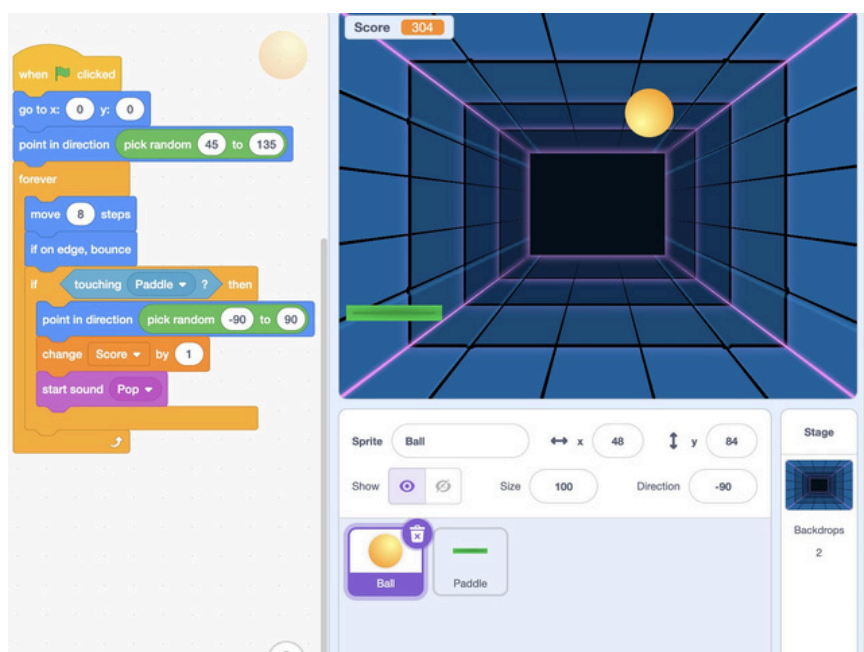 when clicked
go to x: 0 y: 0
point in direction pick random 45 to 135
forever
move 8 steps
if on edge, bounce
if touching Paddle ? then
point in direction pick random -90 to 90
change Score by 1
start sound Pop
Score 304
Sprite Ball x 48 y 84
Show Size 100 Direction -90
Ball
Paddle
Stage
Backdrops
2